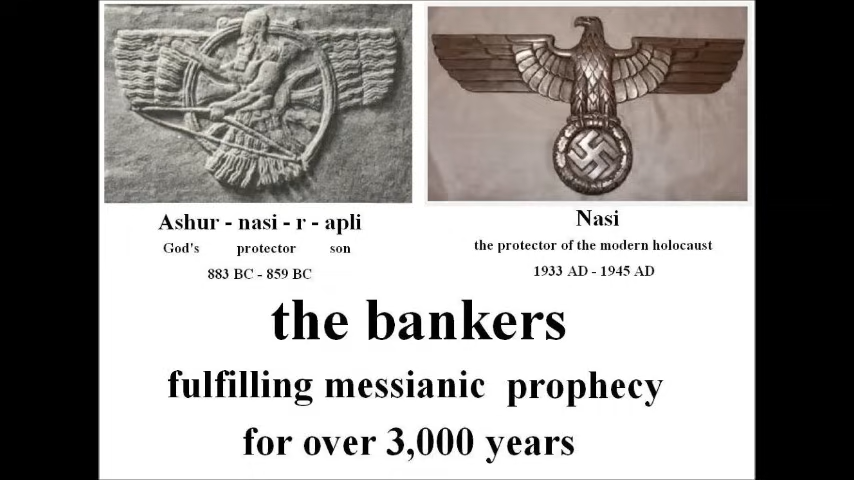 Ashur - nasi - r - apli
God's protector son
883 BC - 859 BC
Nasi
the protector of the modern holocaust
1933 AD - 1945 AD
the bankers
fulfilling messianic prophecy
for over 3,000 years